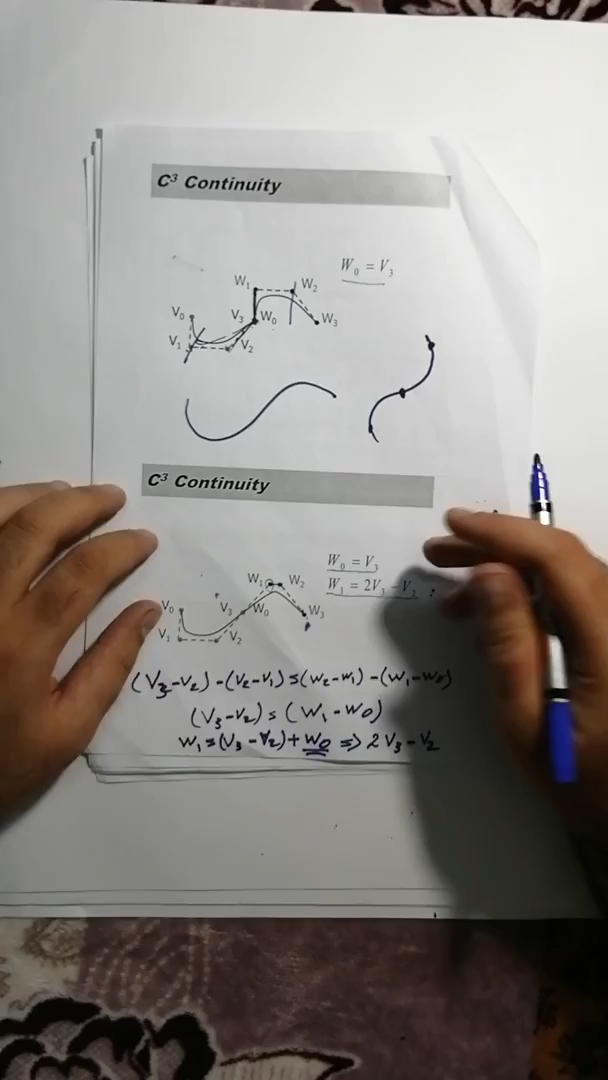 C³ Continuity
W₀ = V₃
W₁ W₂
V₀ V₃ W₀ W₃
V₁ V₂
C³ Continuity
W₀ = V₃
W₁ = 2V₃ - V₂
W₁ W₂
V₀ V₃ W₀ W₃
V₁ V₂
(V₃-V₂) - (V₂-V₁) = (W₂-W₁) - (W₁-W₀)
(V₃-V₂) = (W₁-W₀)
W₁ = (V₃-V₂) + W₀ => 2V₃-V₂